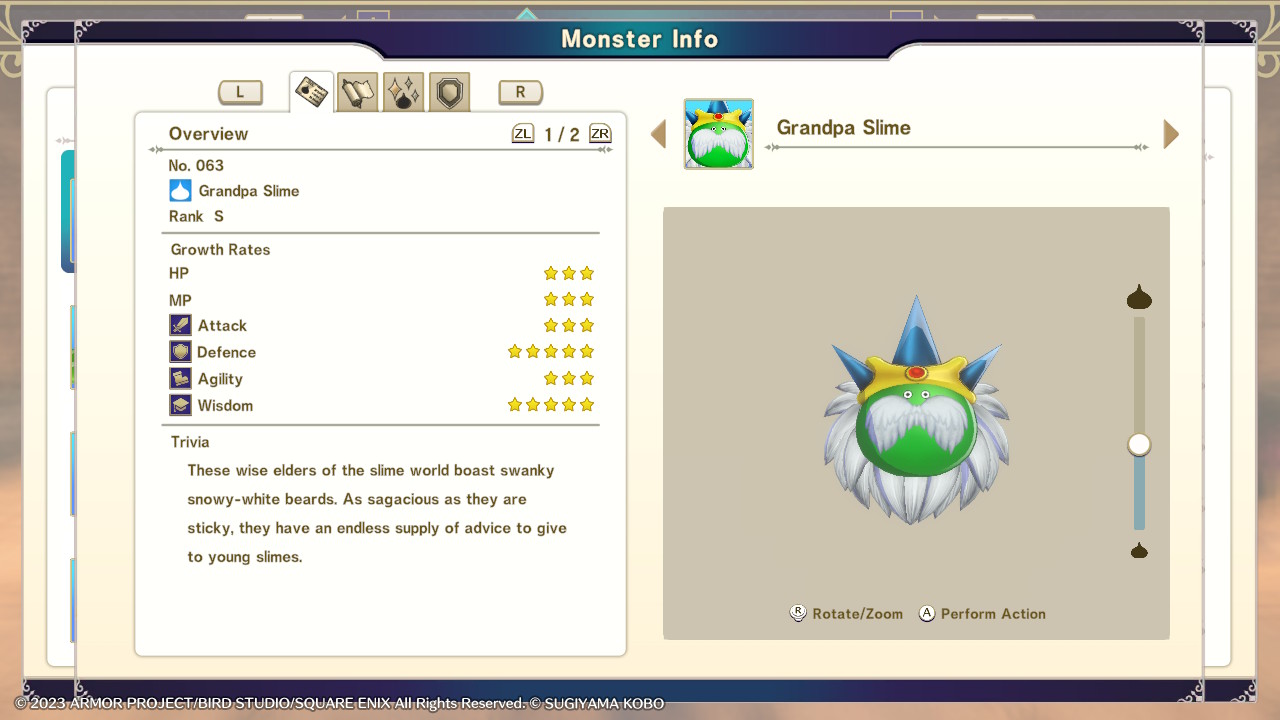 Monster Info
L
R
Overview
ZL 1 / 2 ZR
No. 063
Grandpa Slime
Rank S
Growth Rates
HP
MP
Attack
Defence
Agility
Wisdom
Trivia
These wise elders of the slime world boast swanky
snowy-white beards. As sagacious as they are
sticky, they have an endless supply of advice to give
to young slimes.
Grandpa Slime
R Rotate/Zoom A Perform Action
© 2023 ARMOR PROJECT/BIRD STUDIO/SQUARE ENIX All Rights Reserved. © SUGIYAMA KOBO